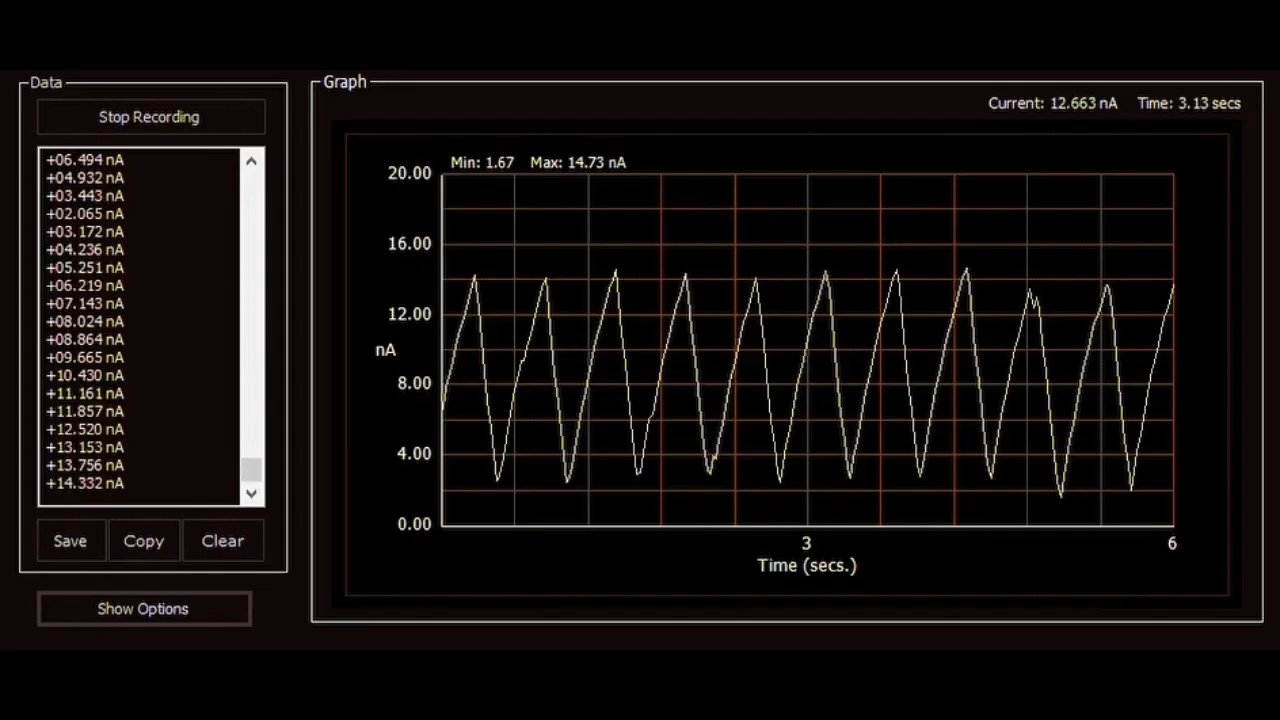 Data
Stop Recording
+06.494 nA
+04.932 nA
+03.443 nA
+02.065 nA
+03.172 nA
+04.236 nA
+05.251 nA
+06.219 nA
+07.143 nA
+08.024 nA
+08.864 nA
+09.665 nA
+10.430 nA
+11.161 nA
+11.857 nA
+12.520 nA
+13.153 nA
+13.756 nA
+14.332 nA
Save Copy Clear
Show Options
Graph
Current: 12.663 nA Time: 3.13 secs
Min: 1.67 Max: 14.73 nA
20.00
16.00
12.00
nA
8.00
4.00
0.00
3 6
Time (secs.)